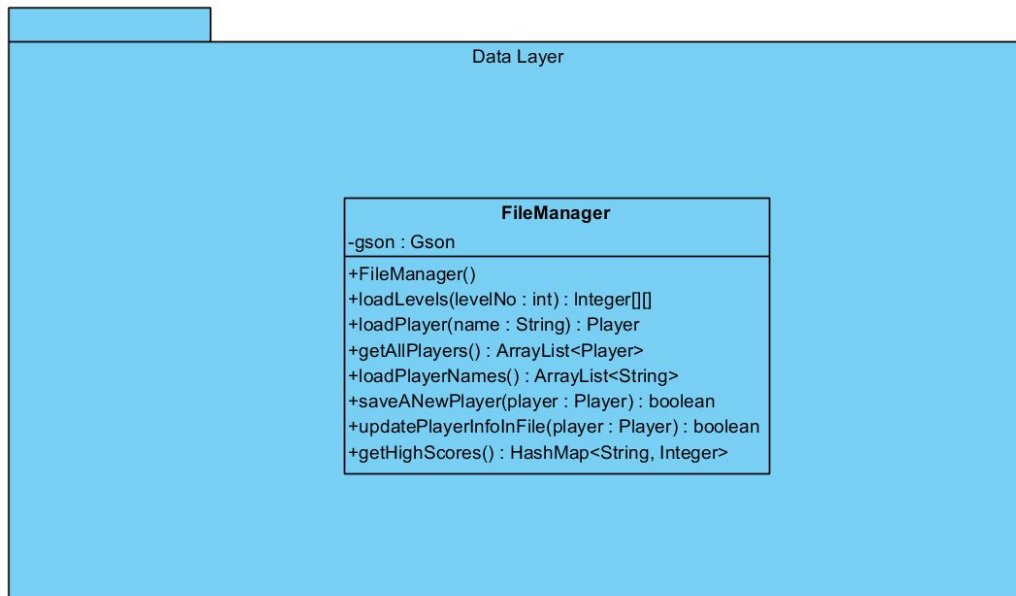 Data Layer
FileManager
-gson : Gson
+FileManager()
+loadLevels(levelNo : int) : Integer[][]
+loadPlayer(name : String) : Player
+getAllPlayers() : ArrayList<Player>
+loadPlayerNames() : ArrayList<String>
+saveANewPlayer(player : Player) : boolean
+updatePlayerInfoInFile(player : Player) : boolean
+getHighScores() : HashMap<String, Integer>